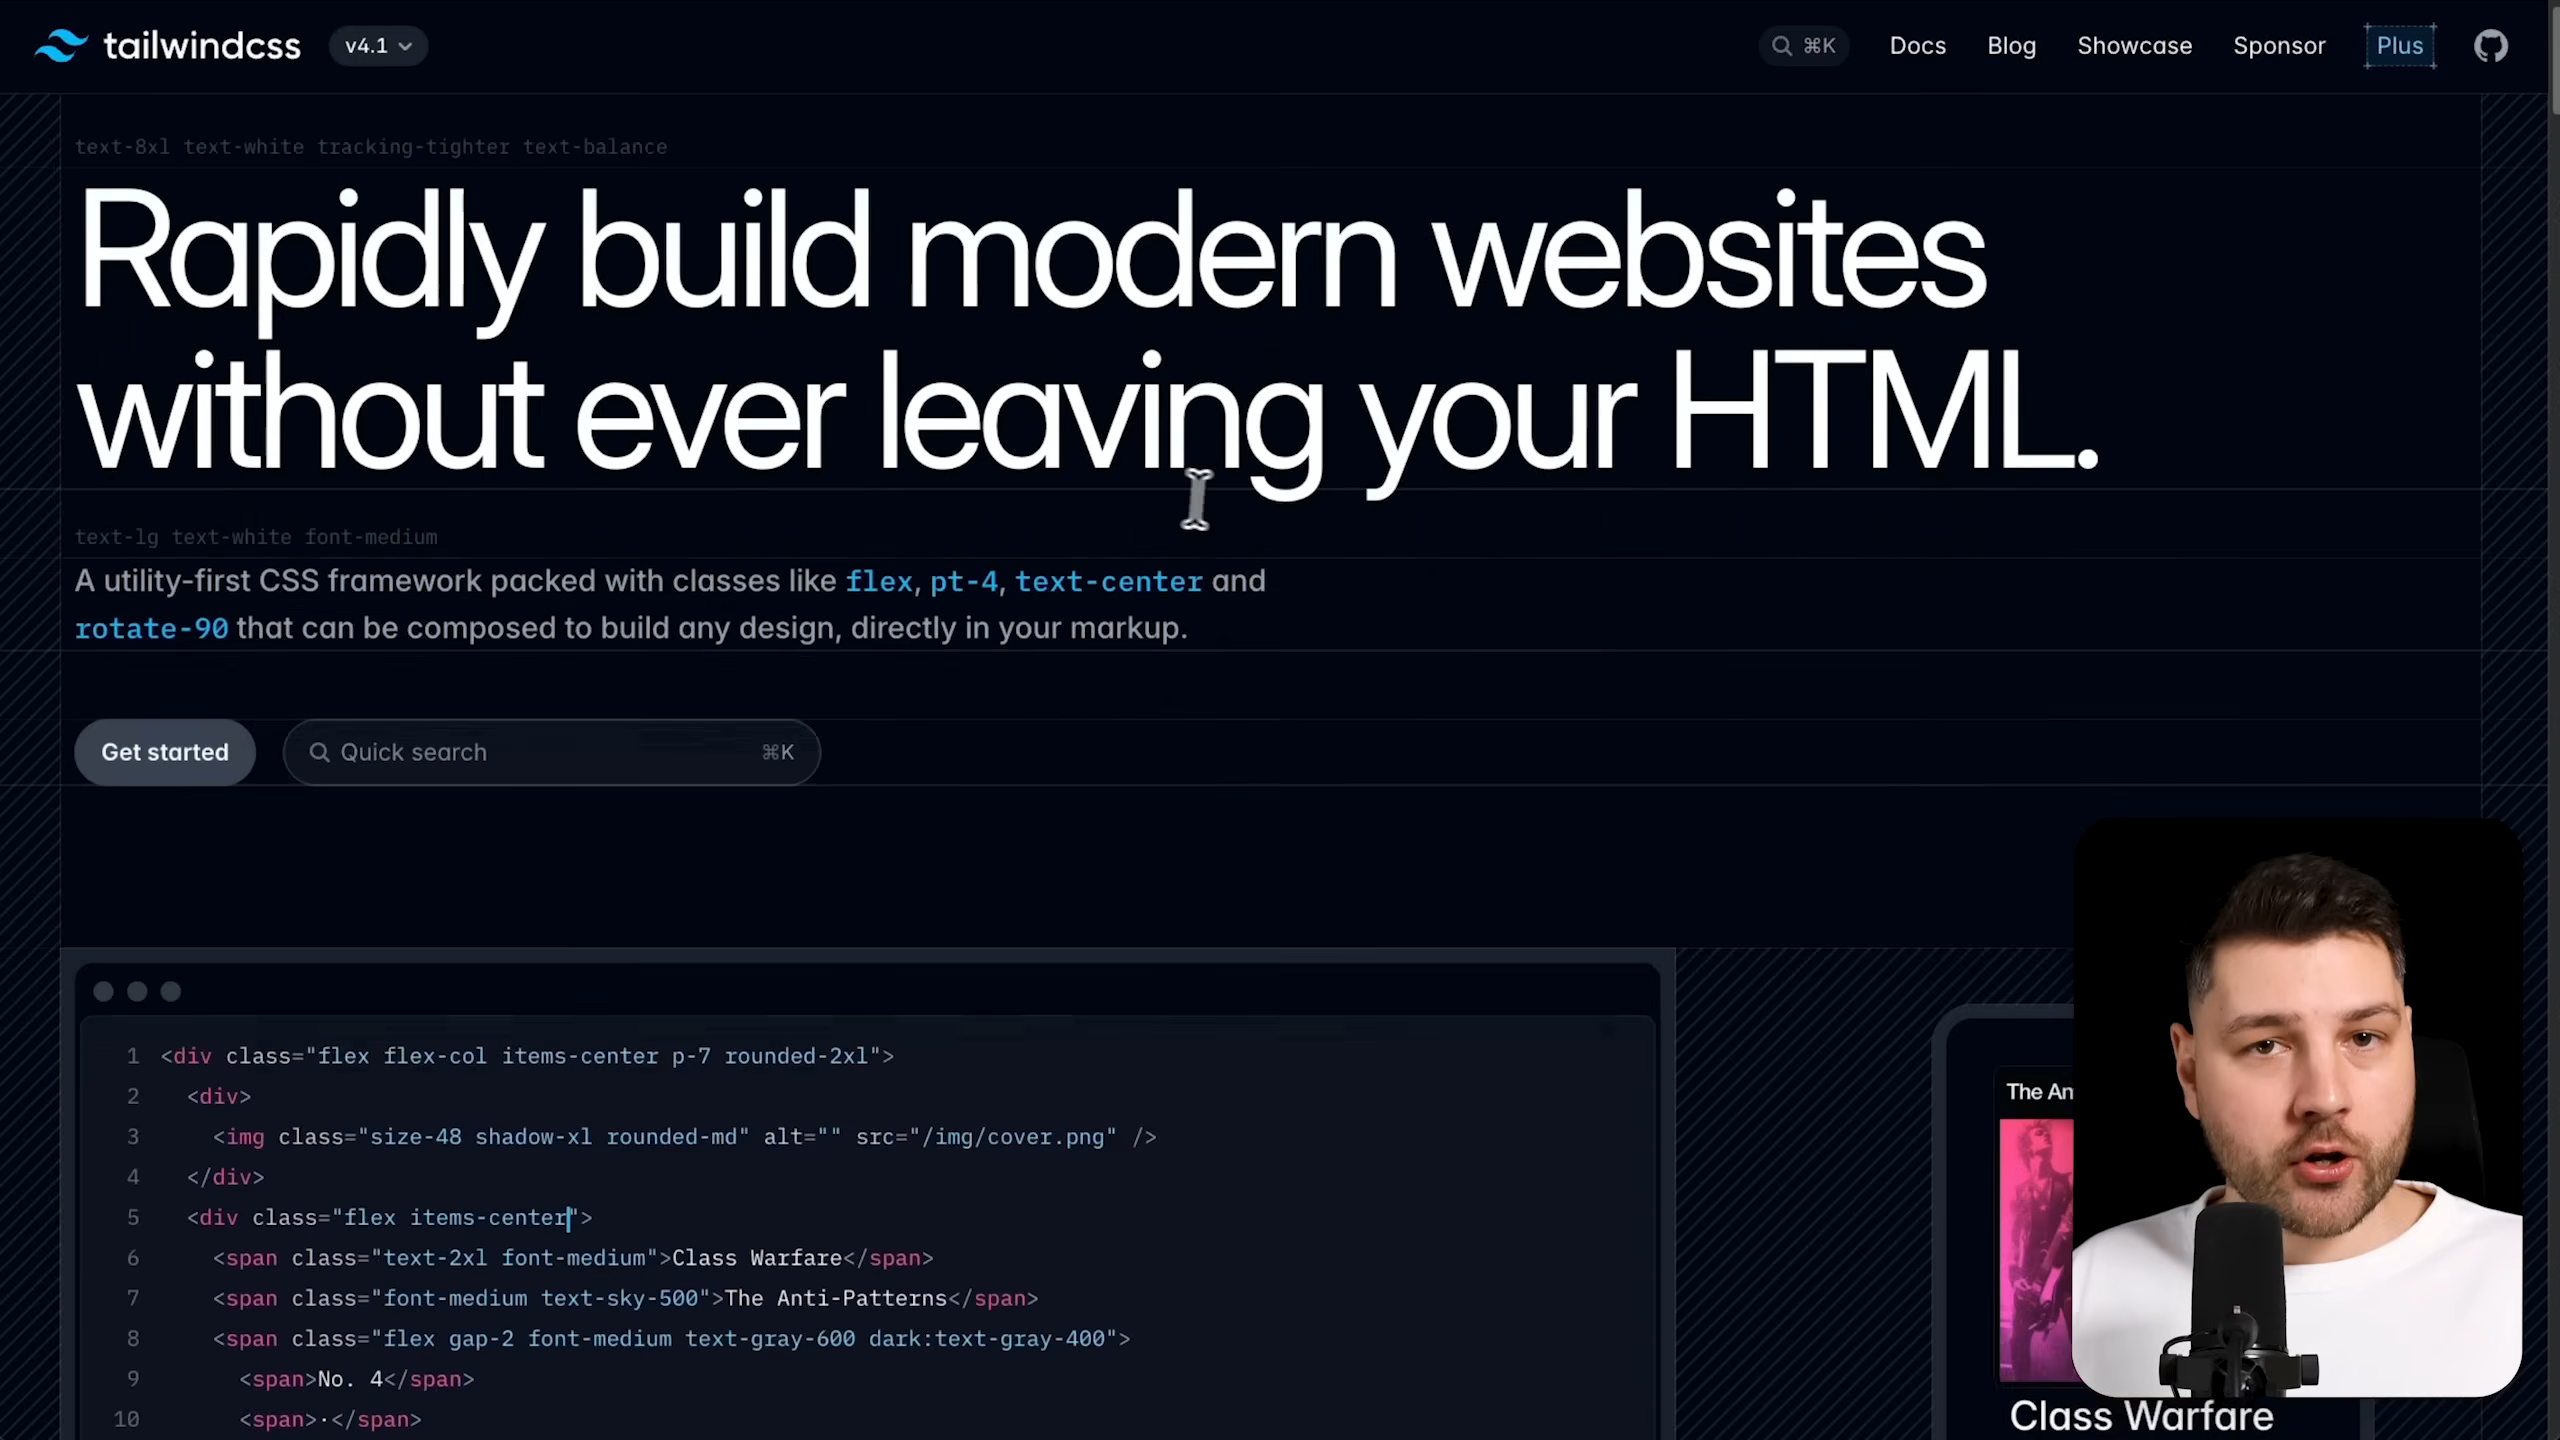 tailwindcss
v4.1
⌘K
Docs
Blog
Showcase
Sponsor
Plus
text-8xl text-white tracking-tighter text-balance
Rapidly build modern websites
without ever leaving your HTML.
text-lg text-white font-medium
A utility-first CSS framework packed with classes like flex, pt-4, text-center and
rotate-90 that can be composed to build any design, directly in your markup.
Get started
Quick search
⌘K
1 <div class="flex flex-col items-center p-7 rounded-2xl">
2 <div>
3 <img class="size-48 shadow-xl rounded-md" alt="" src="/img/cover.png" />
4 </div>
5 <div class="flex items-center">
6 <span class="text-2xl font-medium">Class Warfare</span>
7 <span class="font-medium text-sky-500">The Anti-Patterns</span>
8 <span class="flex gap-2 font-medium text-gray-600 dark:text-gray-400">
9 <span>No. 4</span>
10 <span>·</span>
The An
Class Warfare